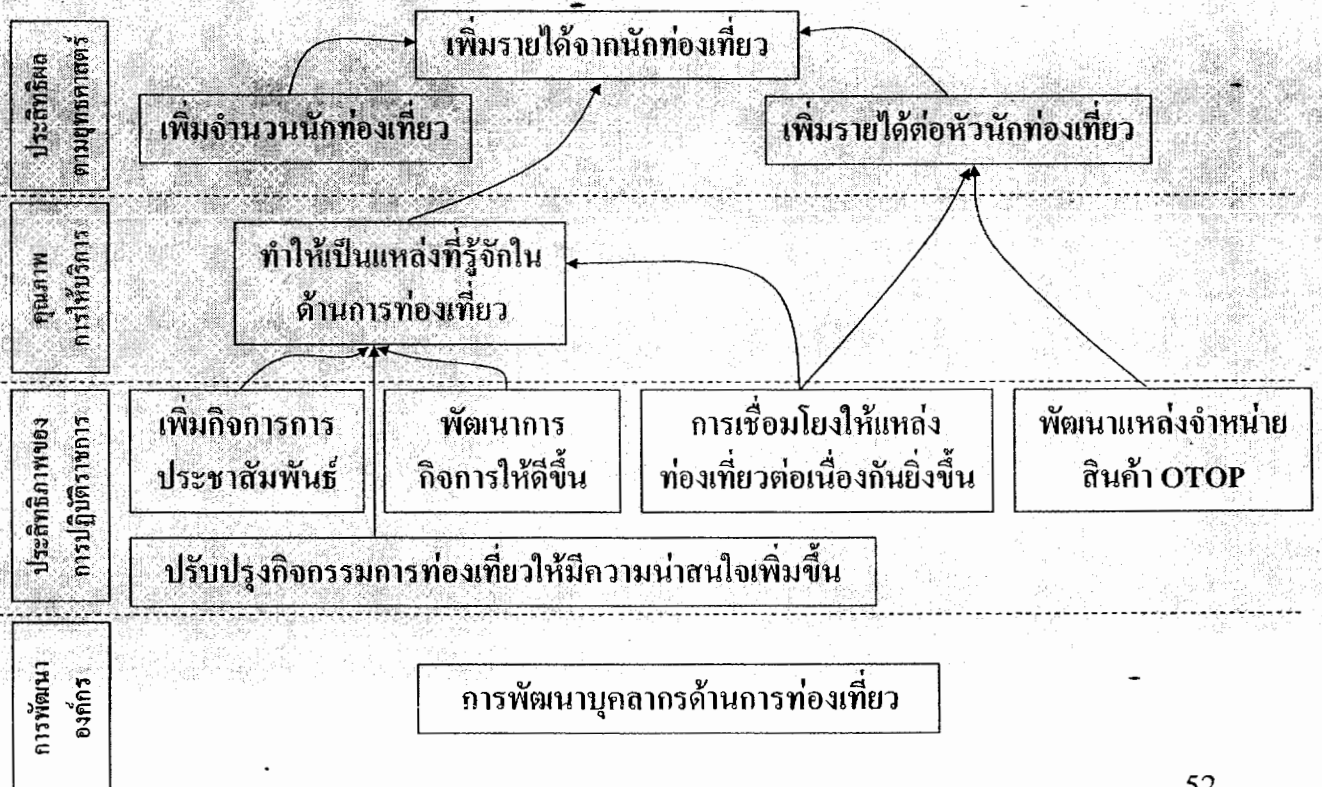 ประสิทธิผล
ตามยุทธศาสตร์
เพิ่มรายได้จากนักท่องเที่ยว
เพิ่มจำนวนนักท่องเที่ยว
เพิ่มรายได้ต่อหัวนักท่องเที่ยว
คุณภาพ
การให้บริการ
ทำให้เป็นแหล่งที่รู้จักใน
ด้านการท่องเที่ยว
ประสิทธิภาพของ
การปฏิบัติราชการ
เพิ่มกิจการการ
ประชาสัมพันธ์
พัฒนาการ
กิจการให้ดีขึ้น
การเชื่อมโยงให้แหล่ง
ท่องเที่ยวต่อเนื่องกันยิ่งขึ้น
พัฒนาแหล่งจำหน่าย
สินค้า OTOP
ปรับปรุงกิจกรรมการท่องเที่ยวให้มีความน่าสนใจเพิ่มขึ้น
การพัฒนา
องค์กร
การพัฒนาบุคลากรด้านการท่องเที่ยว
52